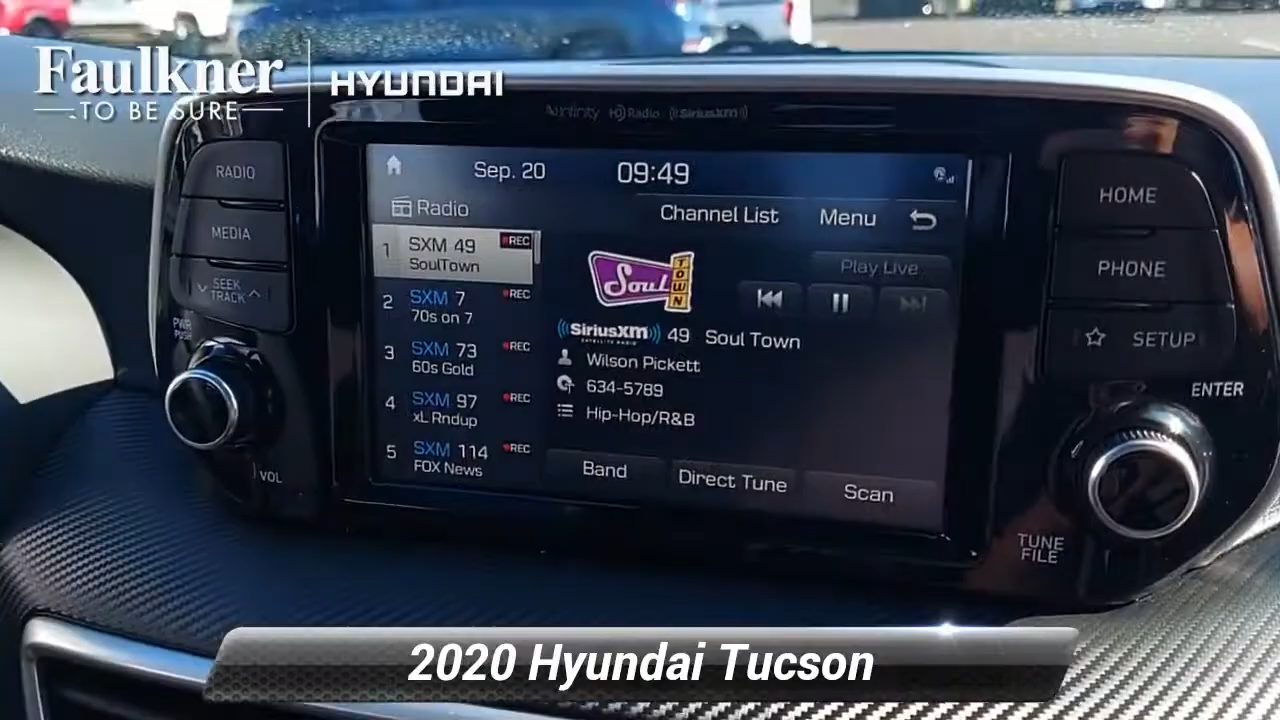 Faulkner
TO BE SURE
HYUNDAI
Infinity HD Radio ((SiriusXM))
RADIO
MEDIA
SEEK
TRACK
PWR
PUSH
VOL
Sep. 20 09:49
Radio
Channel List Menu
1 SXM 49 REC
SoulTown
2 SXM 7 REC
70s on 7
3 SXM 73 REC
60s Gold
4 SXM 97 REC
xL Rndup
5 SXM 114 REC
FOX News
Soul TOWN
Play Live
((SiriusXM)) 49 Soul Town
SATELLITE RADIO
Wilson Pickett
634-5789
Hip-Hop/R&B
Band Direct Tune Scan
HOME
PHONE
SETUP
ENTER
TUNE
FILE
2020 Hyundai Tucson